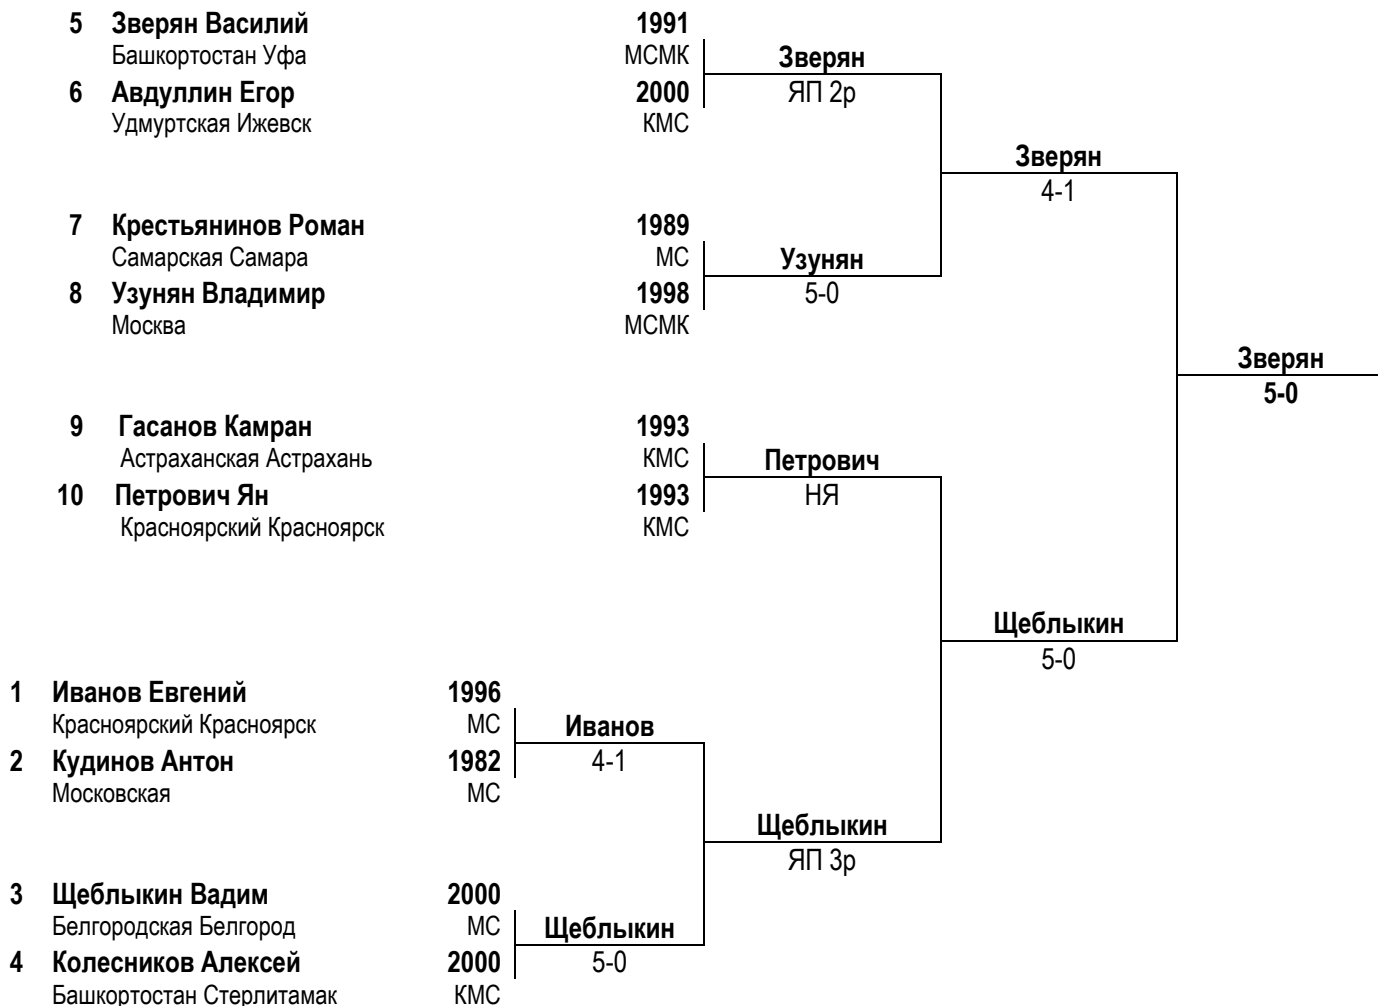 5 Зверян Василий 1991
Башкортостан Уфа МСМК Зверян
6 Авдуллин Егор 2000 ЯП 2р
Удмуртская Ижевск КМС
Зверян
4-1
7 Крестьянинов Роман 1989
Самарская Самара МС Узунян
8 Узунян Владимир 1998 5-0
Москва МСМК
Зверян
5-0
9 Гасанов Камран 1993
Астраханская Астрахань КМС Петрович
10 Петрович Ян 1993 НЯ
Красноярский Красноярск КМС
Щеблыкин
5-0
1 Иванов Евгений 1996
Красноярский Красноярск МС Иванов
2 Кудинов Антон 1982 4-1
Московская МС
Щеблыкин
ЯП 3р
3 Щеблыкин Вадим 2000
Белгородская Белгород МС Щеблыкин
4 Колесников Алексей 2000 5-0
Башкортостан Стерлитамак КМС